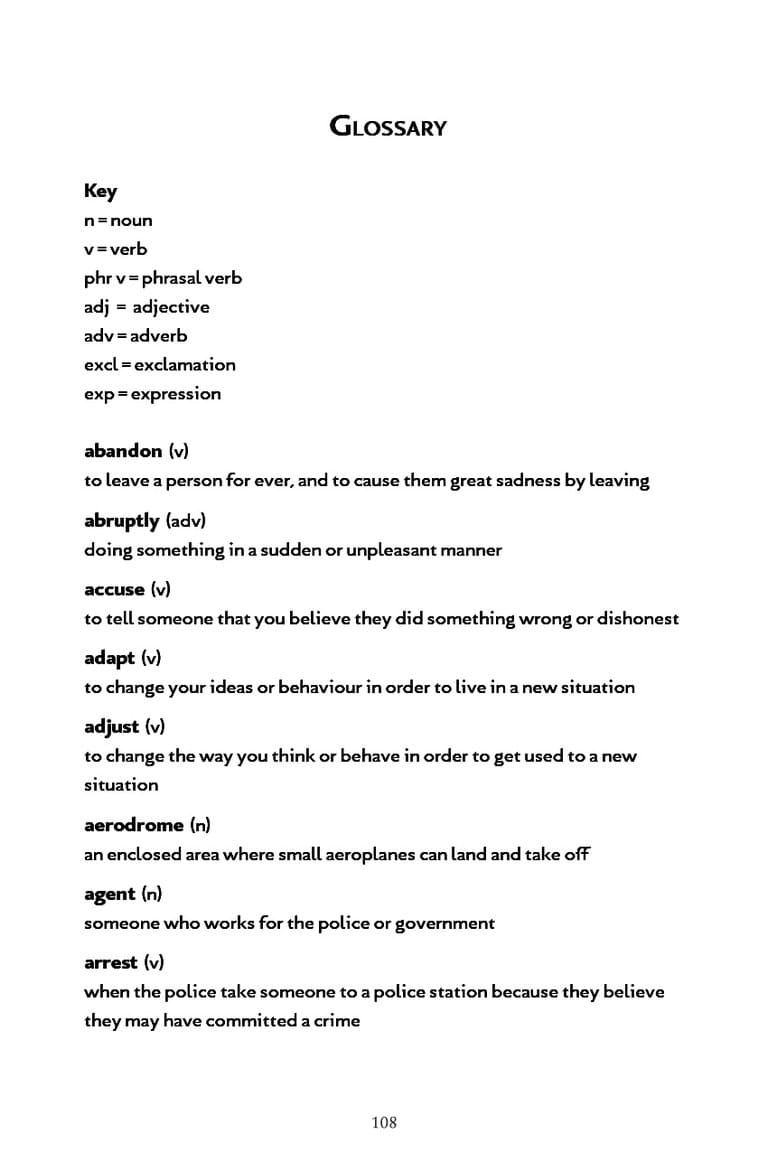 GLOSSARY
Key
n = noun
v = verb
phr v = phrasal verb
adj = adjective
adv = adverb
excl = exclamation
exp = expression
abandon (v)
to leave a person for ever, and to cause them great sadness by leaving
abruptly (adv)
doing something in a sudden or unpleasant manner
accuse (v)
to tell someone that you believe they did something wrong or dishonest
adapt (v)
to change your ideas or behaviour in order to live in a new situation
adjust (v)
to change the way you think or behave in order to get used to a new
situation
aerodrome (n)
an enclosed area where small aeroplanes can land and take off
agent (n)
someone who works for the police or government
arrest (v)
when the police take someone to a police station because they believe
they may have committed a crime
108